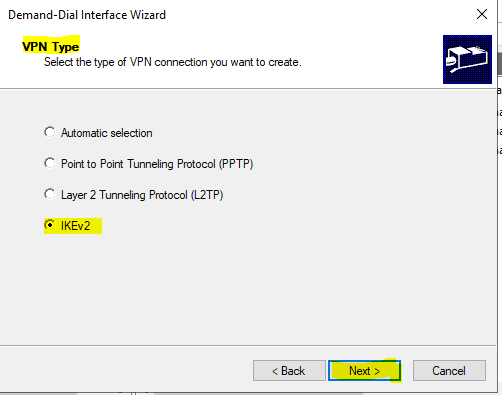 Demand-Dial Interface Wizard
VPN Type
Select the type of VPN connection you want to create.
Automatic selection
Point to Point Tunneling Protocol (PPTP)
Layer 2 Tunneling Protocol (L2TP)
IKEv2
< Back
Next >
Cancel